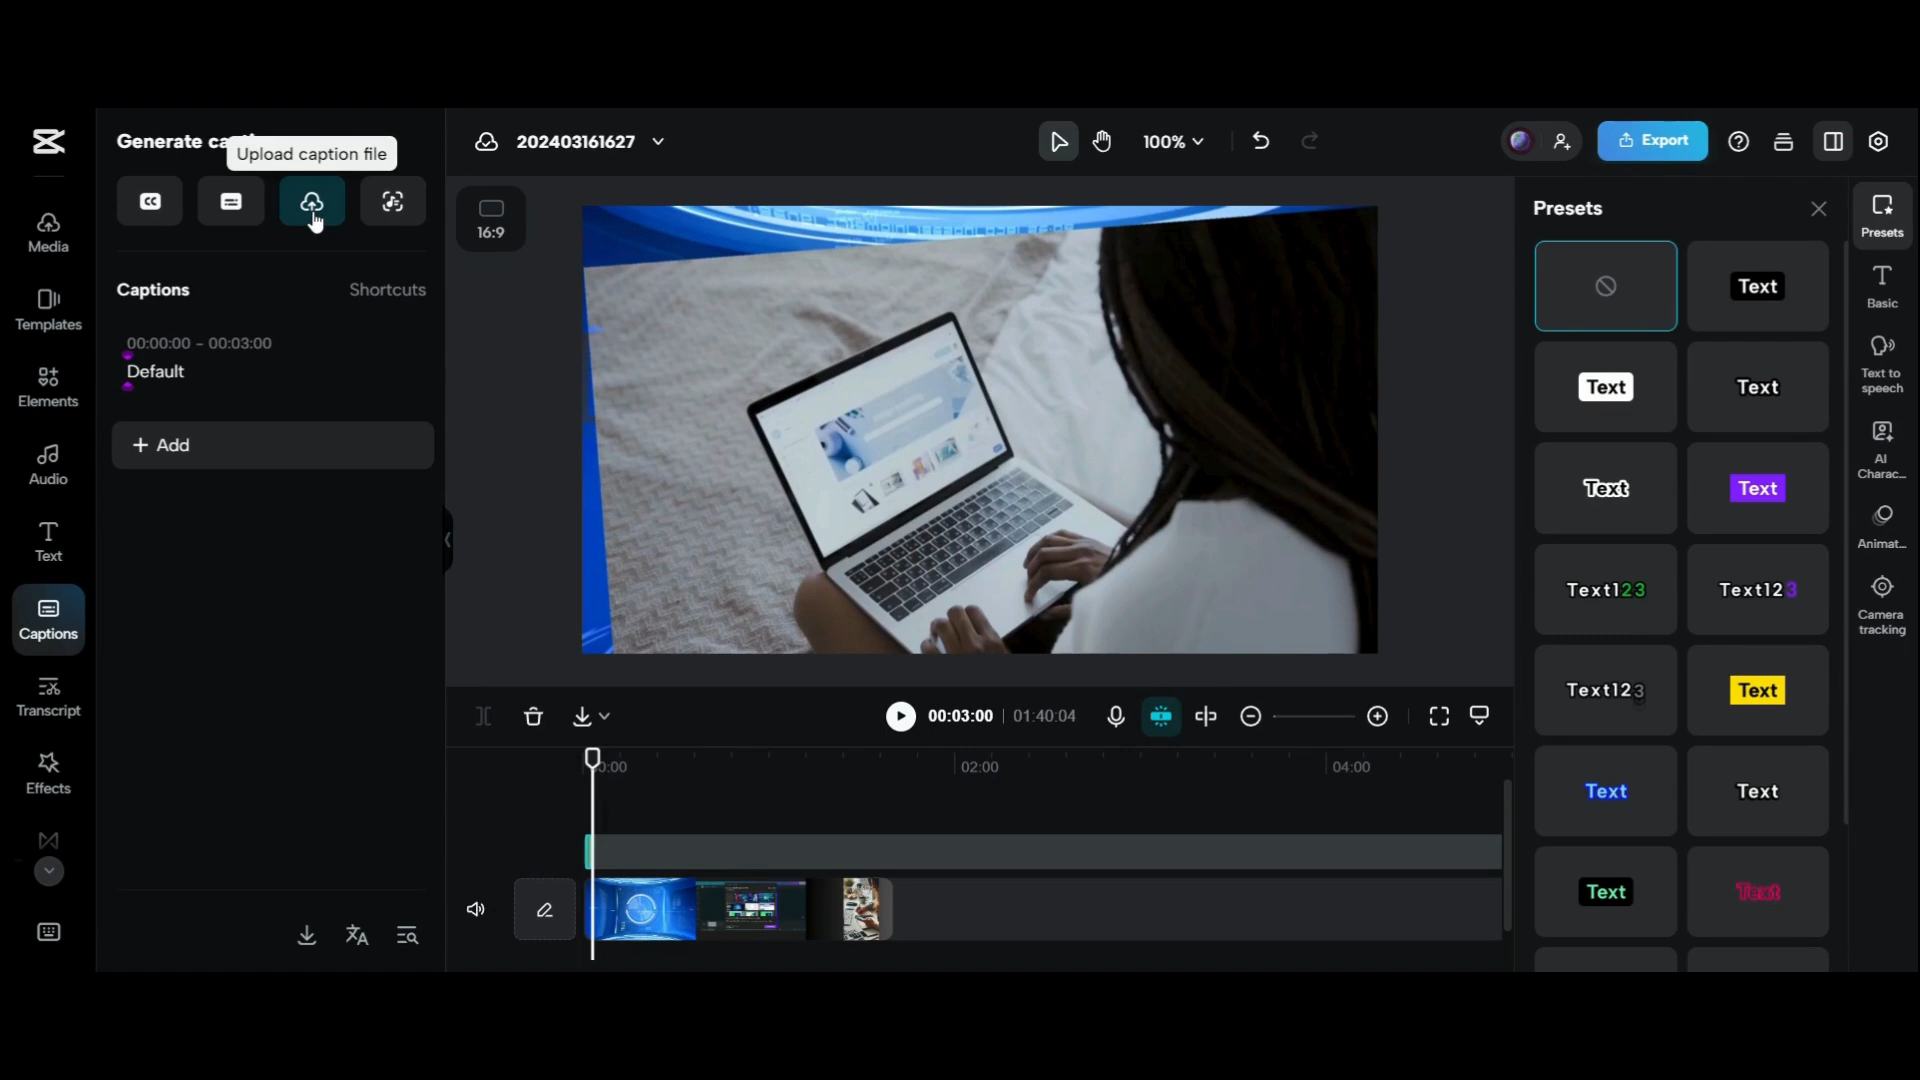 Generate ca
Upload caption file
202403161627
100%
Export
Media
Templates
Elements
Audio
Text
Captions
Transcript
Effects
Captions
Shortcuts
00:00:00 – 00:03:00
Default
+ Add
16:9
00:03:00 | 01:40:04
00:00
02:00
04:00
Presets
Text
Text
Text
Text
Text
Text123
Text123
Text123
Text
Text
Text
Text
Text
Presets
Basic
Text to
speech
AI
Charac...
Animat...
Camera
tracking